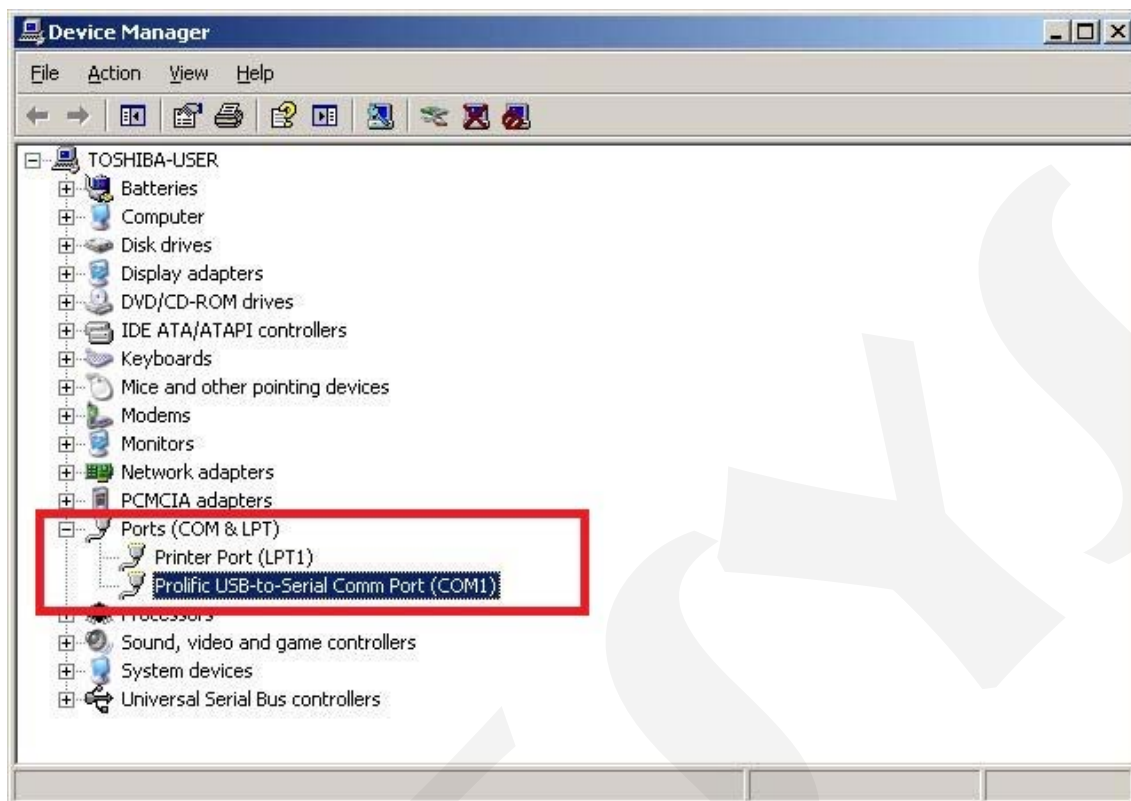 Device Manager
File Action View Help
TOSHIBA-USER
Batteries
Computer
Disk drives
Display adapters
DVD/CD-ROM drives
IDE ATA/ATAPI controllers
Keyboards
Mice and other pointing devices
Modems
Monitors
Network adapters
PCMCIA adapters
Ports (COM & LPT)
Printer Port (LPT1)
Prolific USB-to-Serial Comm Port (COM1)
Processors
Sound, video and game controllers
System devices
Universal Serial Bus controllers